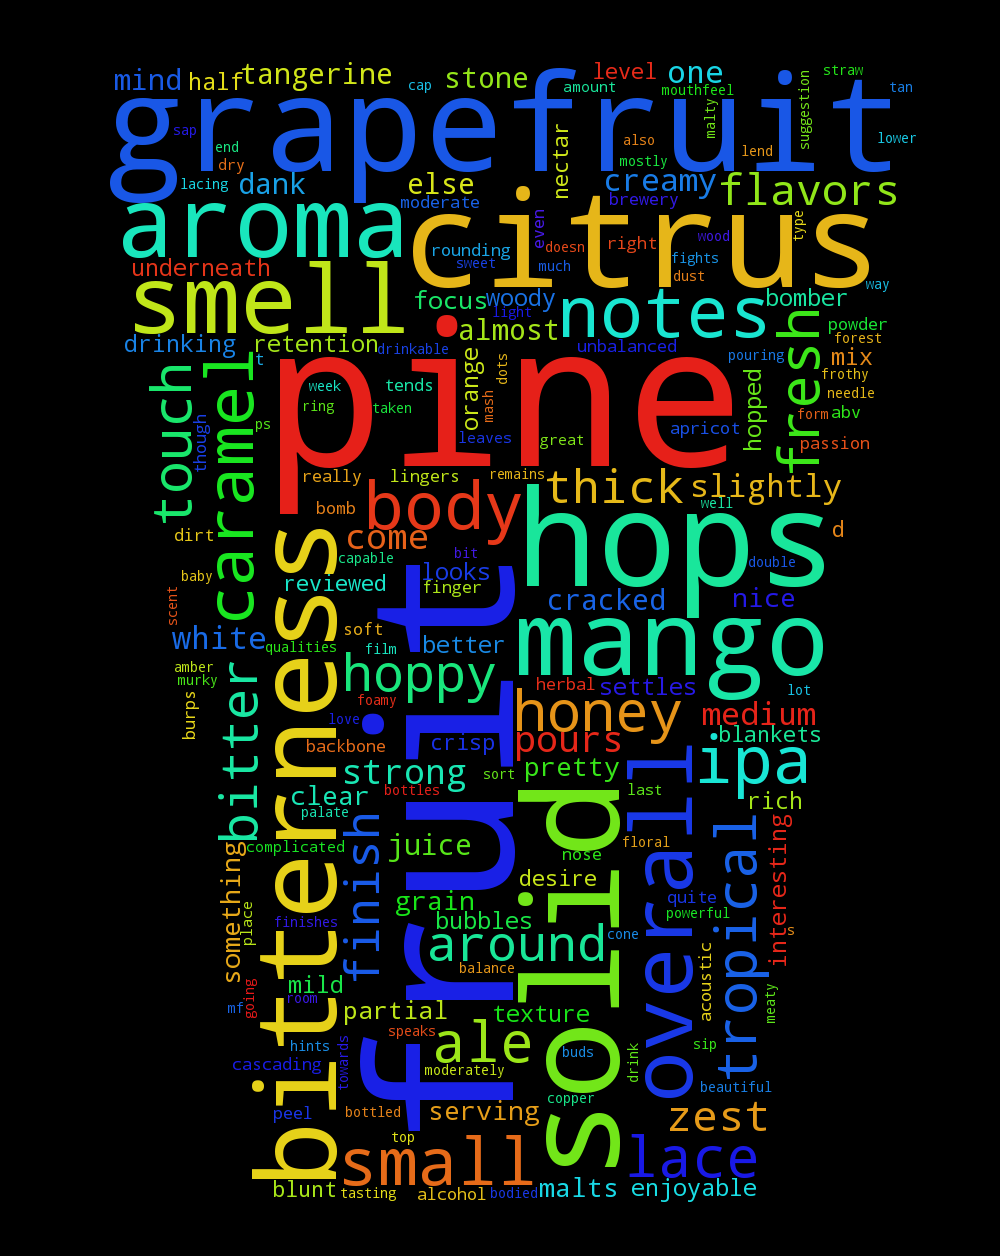 mind half tangerine cap stone level amount one mouthfeel straw tan
grapefruit
sap end dry nectar also mostly malty suggestion lend lower
lacing dank else moderate creamy brewery flavors
aroma citrus
rounding sweet even doesn much right wood fights dust type way
underneath
smell focus woody light notes bomber
drinking retention almost unbalanced fresh powder forest
t drinkable pouring mix frothy needle
pine
touch caramel week ring tends taken orange mash dots hopped form abv
though ps leaves great apricot passion
really lingers remains thick slightly
bomb body well d
hops
dirt come capable bit double
baby reviewed looks finger cracked nice
scent bitterness fruit mango
white qualities soft film better lot
amber murky hoppy herbal settles
burps bitter foamy honey medium
love backbone crisp pours blankets
strong sort pretty ipa
clear bottles solid overall last rich
palate
complicated finish juice nose floral tropical interesting
something desire
grain quite
place finishes bubbles powerful
around cone s
balance acoustic
mild room meaty
mf going partial texture
speaks ale
hints towards moderately buds drink sip
cascading beautiful
peel bottled serving copper zest
top small lace
blunt tasting alcohol bodied malts enjoyable